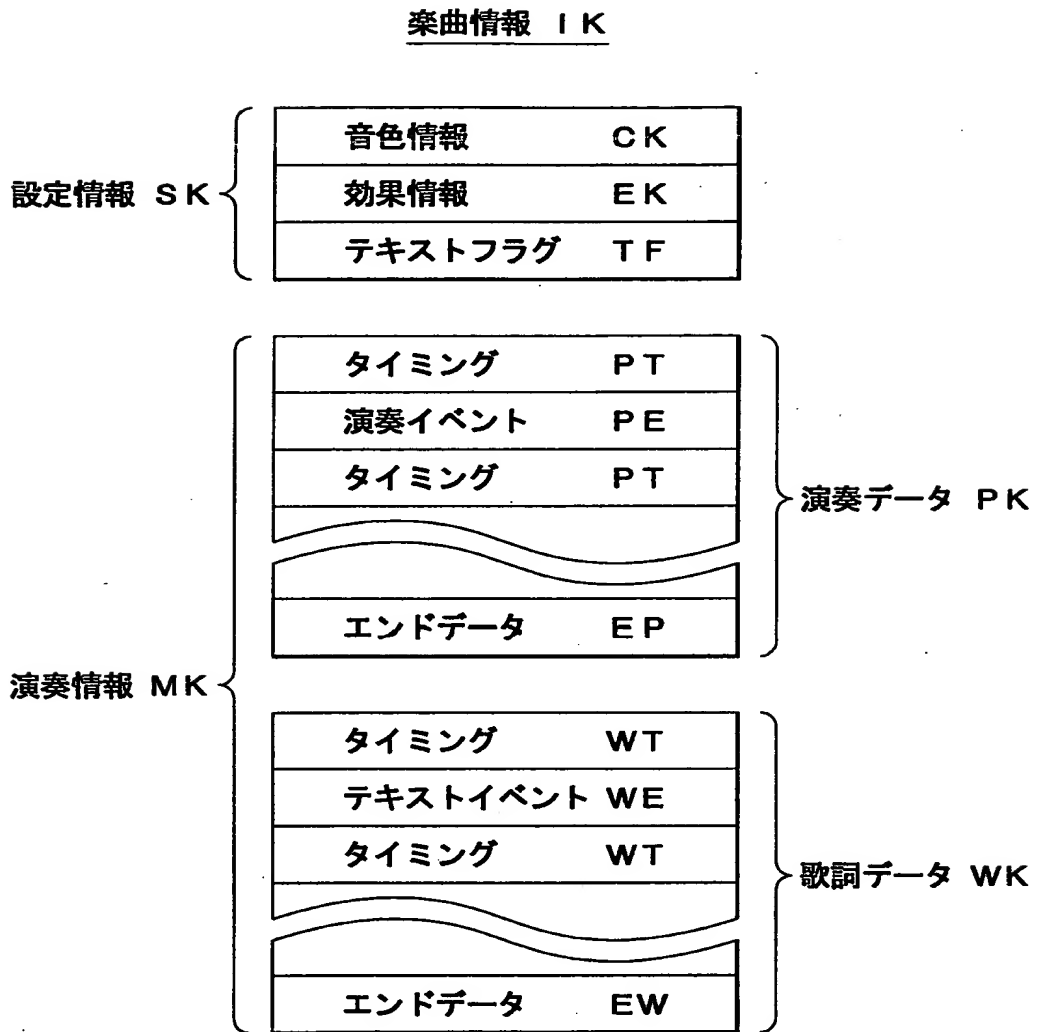 楽曲情報 IK
設定情報 SK
音色情報 CK
効果情報 EK
テキストフラグ TF
演奏情報 MK
タイミング PT
演奏イベント PE
タイミング PT
エンドデータ EP
演奏データ PK
タイミング WT
テキストイベント WE
タイミング WT
エンドデータ EW
歌詞データ WK